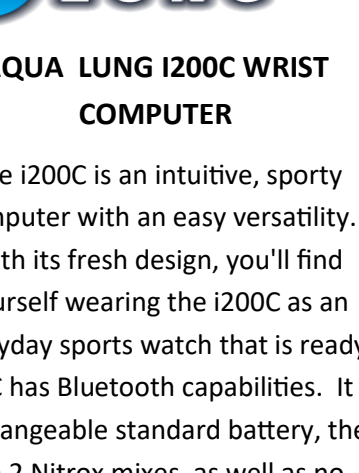 AQUA LUNG I200C WRIST
COMPUTER
e i200C is an intuitive, sporty
mputer with an easy versatility.
th its fresh design, you'll find
urself wearing the i200C as an
yday sports watch that is ready
C has Bluetooth capabilities. It
angeable standard battery, the
2 Nitrox mixes, as well as no